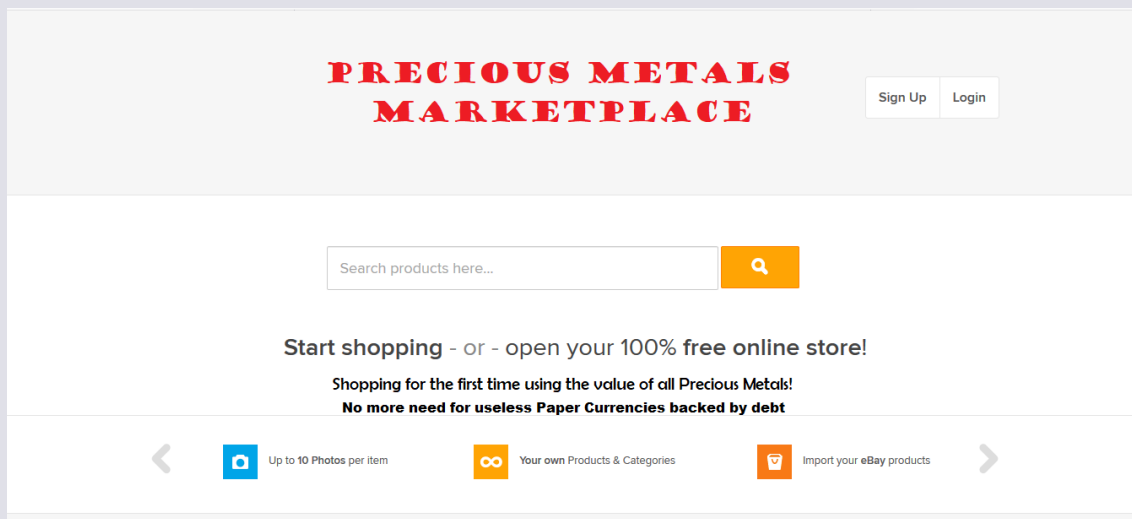 PRECIOUS METALS
MARKETPLACE
Sign Up
Login
Search products here...
Start shopping - or - open your 100% free online store!
Shopping for the first time using the value of all Precious Metals!
No more need for useless Paper Currencies backed by debt
Up to 10 Photos per item
Your own Products & Categories
Import your eBay products